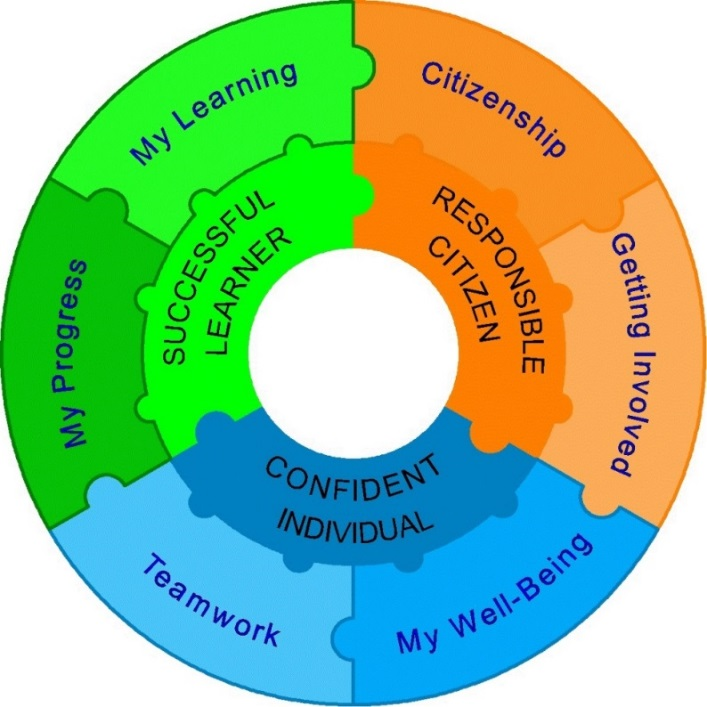 My Learning
Citizenship
Getting Involved
My Well-Being
Teamwork
My Progress
SUCCESSFUL
LEARNER
RESPONSIBLE
CITIZEN
CONFIDENT
INDIVIDUAL